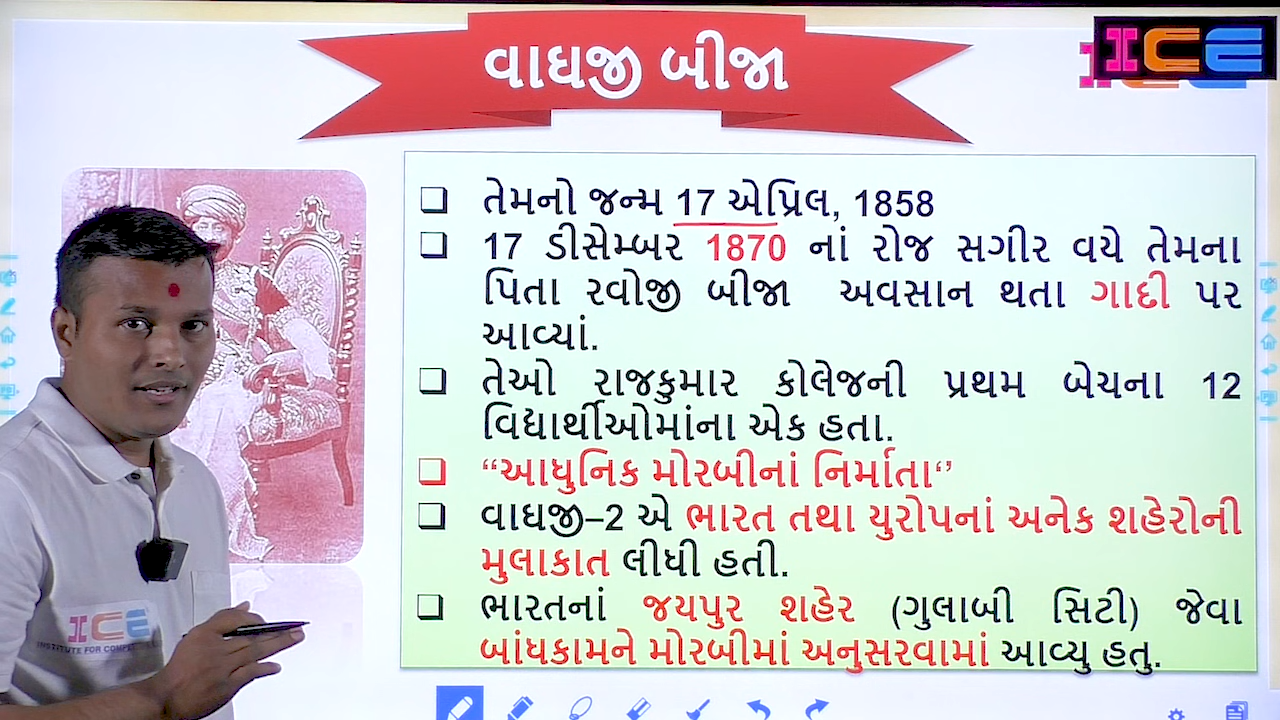 વાઘજી બીજા
ICE
❑ તેમનો જન્મ 17 એપ્રિલ, 1858
❑ 17 ડીસેમ્બર 1870 નાં રોજ સગીર વયે તેમના
પિતા રવોજી બીજા અવસાન થતા ગાદી પર
આવ્યાં.
❑ તેઓ રાજકુમાર કોલેજની પ્રથમ બેચના 12
વિદ્યાર્થીઓમાંના એક હતા.
❑ “આધુનિક મોરબીનાં નિર્માતા‘’
❑ વાઘજી–2 એ ભારત તથા યુરોપનાં અનેક શહેરોની
મુલાકાત લીધી હતી.
❑ ભારતનાં જયપુર શહેર (ગુલાબી સિટી) જેવા
બાંધકામને મોરબીમાં અનુસરવામાં આવ્યુ હતુ.
ICE
INSTITUTE FOR